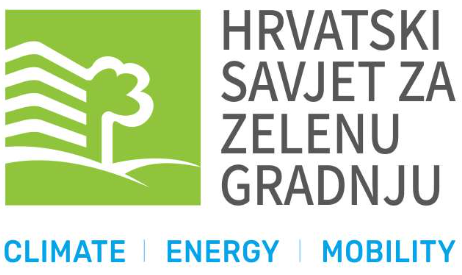 HRVATSKI
SAVJET ZA
ZELENU
GRADNJU
CLIMATE | ENERGY | MOBILITY